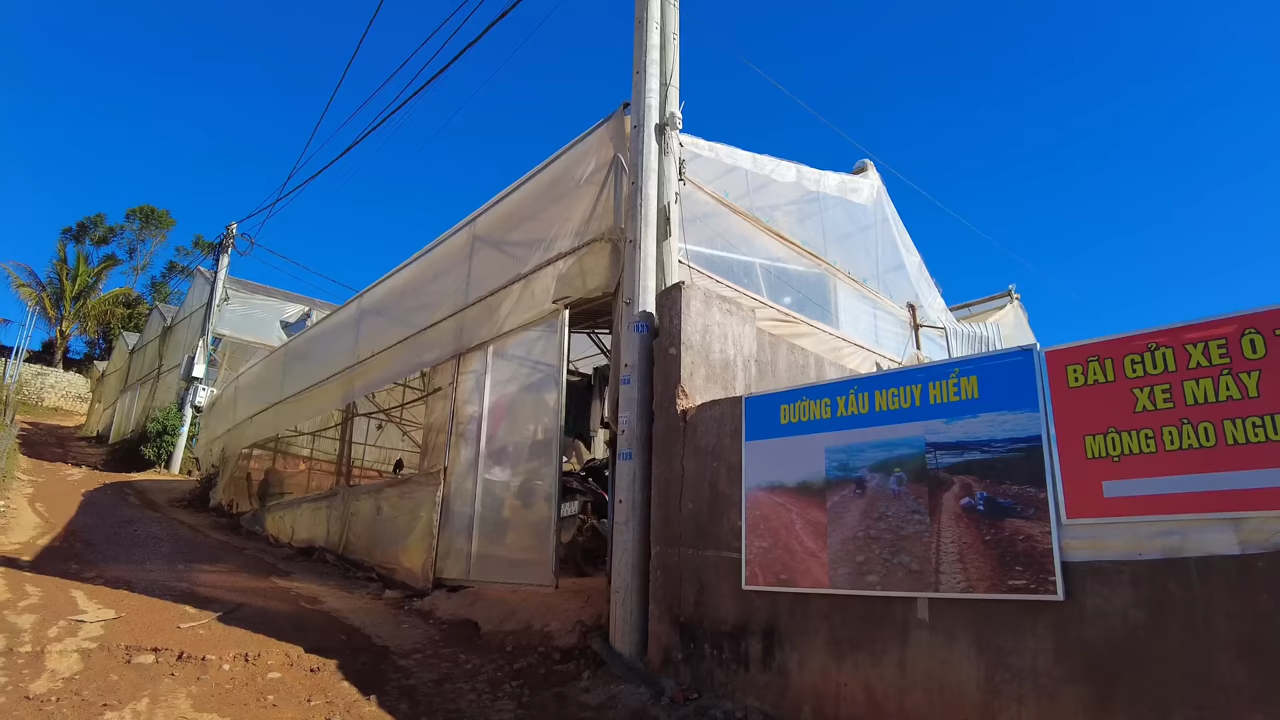 ĐƯỜNG XẤU NGUY HIỂM
BÃI GỬI XE Ô
XE MÁY
MỘNG ĐÀO NGU